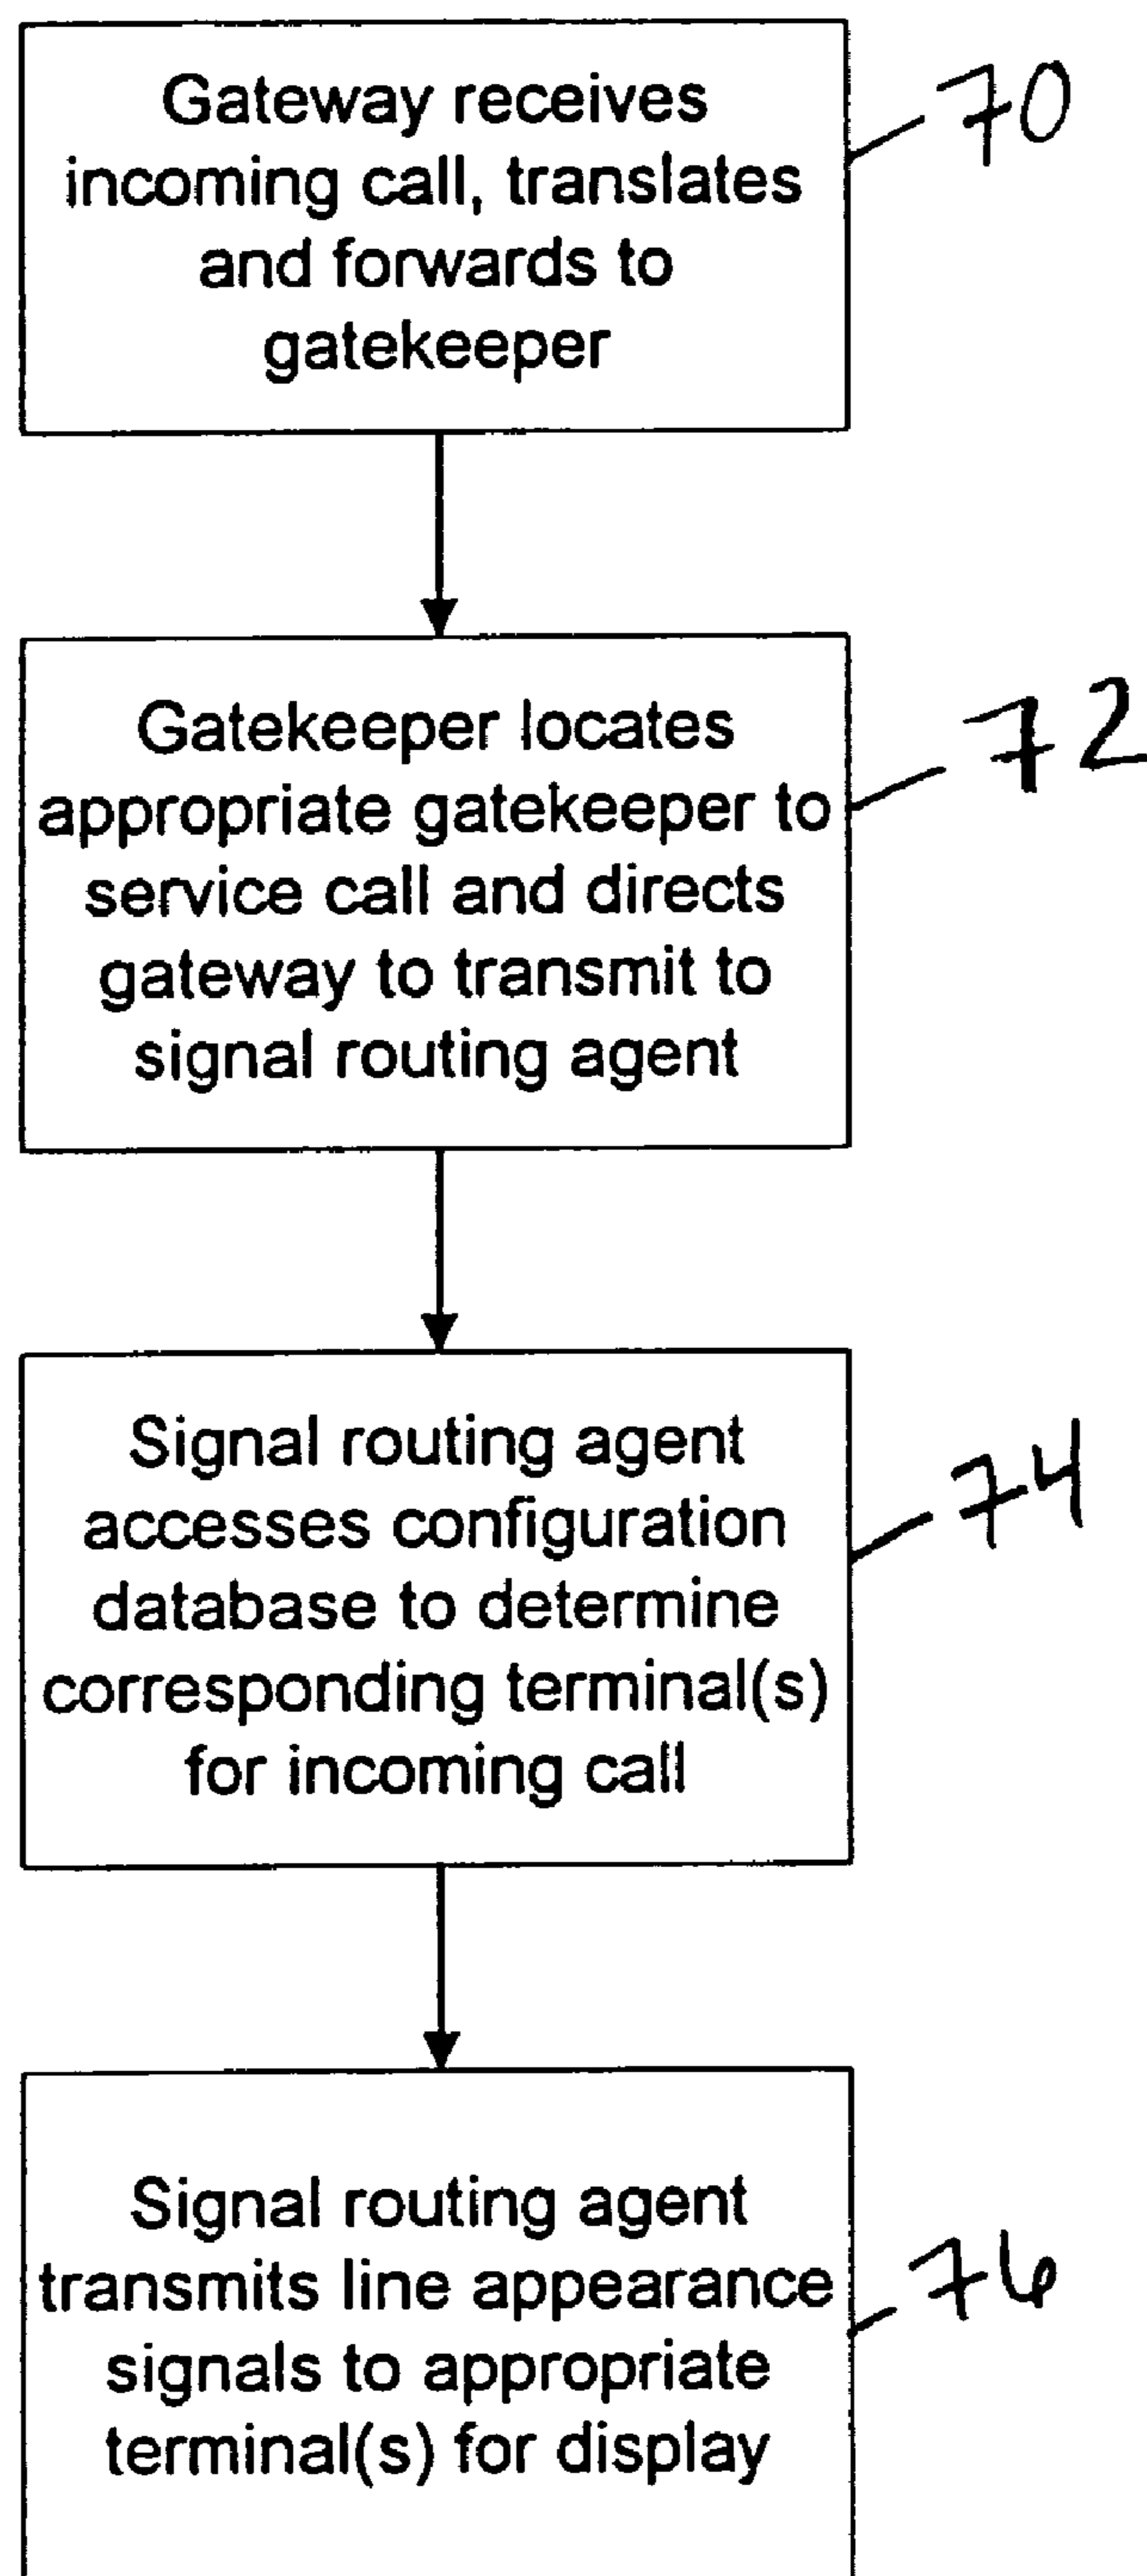 Gateway receives
incoming call, translates
and forwards to
gatekeeper
70
Gatekeeper locates
appropriate gatekeeper to
service call and directs
gateway to transmit to
signal routing agent
72
Signal routing agent
accesses configuration
database to determine
corresponding terminal(s)
for incoming call
74
Signal routing agent
transmits line appearance
signals to appropriate
terminal(s) for display
76